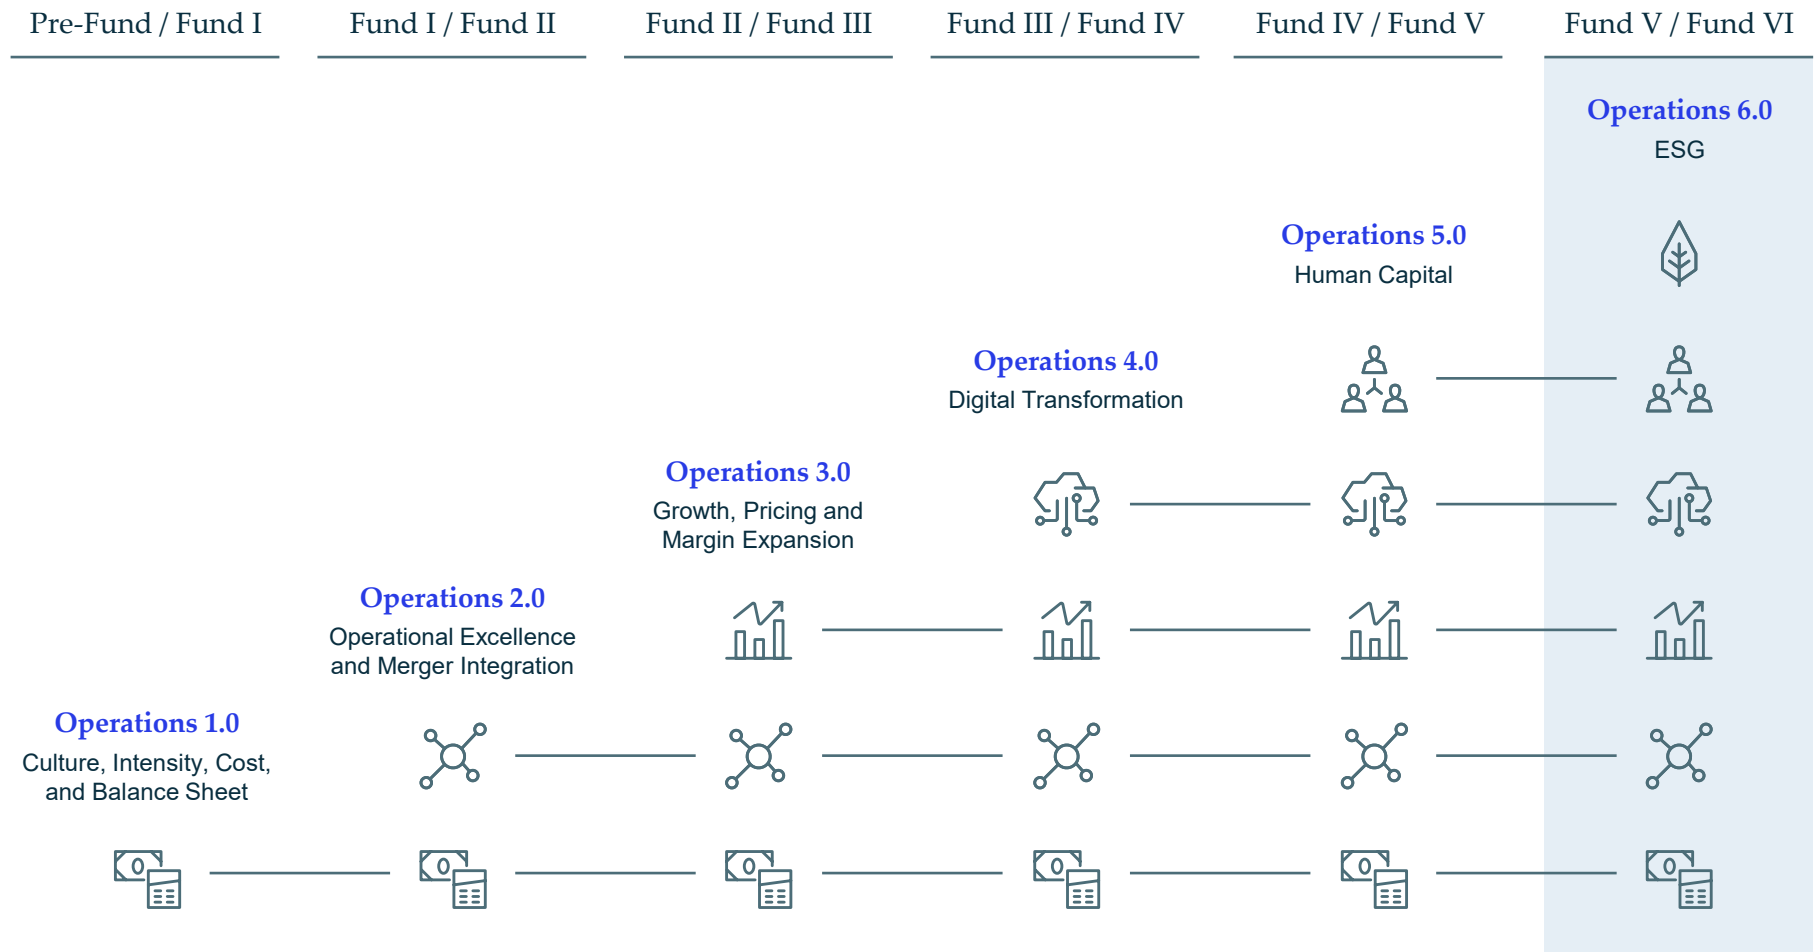 Pre-Fund / Fund I
Fund I / Fund II
Fund II / Fund III
Fund III / Fund IV
Fund IV / Fund V
Fund V / Fund VI
Operations 6.0
ESG
Operations 5.0
Human Capital
Operations 4.0
Digital Transformation
Operations 3.0
Growth, Pricing and
Margin Expansion
Operations 2.0
Operational Excellence
and Merger Integration
Operations 1.0
Culture, Intensity, Cost,
and Balance Sheet